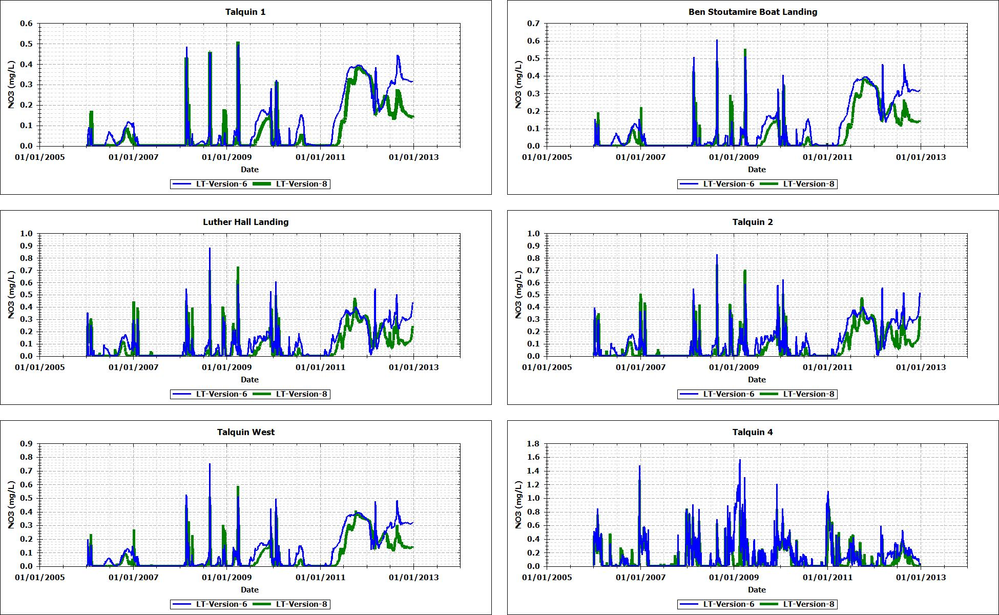 Talquin 1
NO3 (mg/L)
0.6
0.5
0.4
0.3
0.2
0.1
0.0
01/01/2005 01/01/2007 01/01/2009 01/01/2011 01/01/2013
Date
LT-Version-6 LT-Version-8
Ben Stoutamire Boat Landing
NO3 (mg/L)
0.7
0.6
0.5
0.4
0.3
0.2
0.1
0.0
01/01/2005 01/01/2007 01/01/2009 01/01/2011 01/01/2013
Date
LT-Version-6 LT-Version-8
Luther Hall Landing
NO3 (mg/L)
1.0
0.9
0.8
0.7
0.6
0.5
0.4
0.3
0.2
0.1
0.0
01/01/2005 01/01/2007 01/01/2009 01/01/2011 01/01/2013
Date
LT-Version-6 LT-Version-8
Talquin 2
NO3 (mg/L)
1.0
0.9
0.8
0.7
0.6
0.5
0.4
0.3
0.2
0.1
0.0
01/01/2005 01/01/2007 01/01/2009 01/01/2011 01/01/2013
Date
LT-Version-6 LT-Version-8
Talquin West
NO3 (mg/L)
0.9
0.8
0.7
0.6
0.5
0.4
0.3
0.2
0.1
0.0
01/01/2005 01/01/2007 01/01/2009 01/01/2011 01/01/2013
Date
LT-Version-6 LT-Version-8
Talquin 4
NO3 (mg/L)
1.8
1.6
1.4
1.2
1.0
0.8
0.6
0.4
0.2
0.0
01/01/2005 01/01/2007 01/01/2009 01/01/2011 01/01/2013
Date
LT-Version-6 LT-Version-8